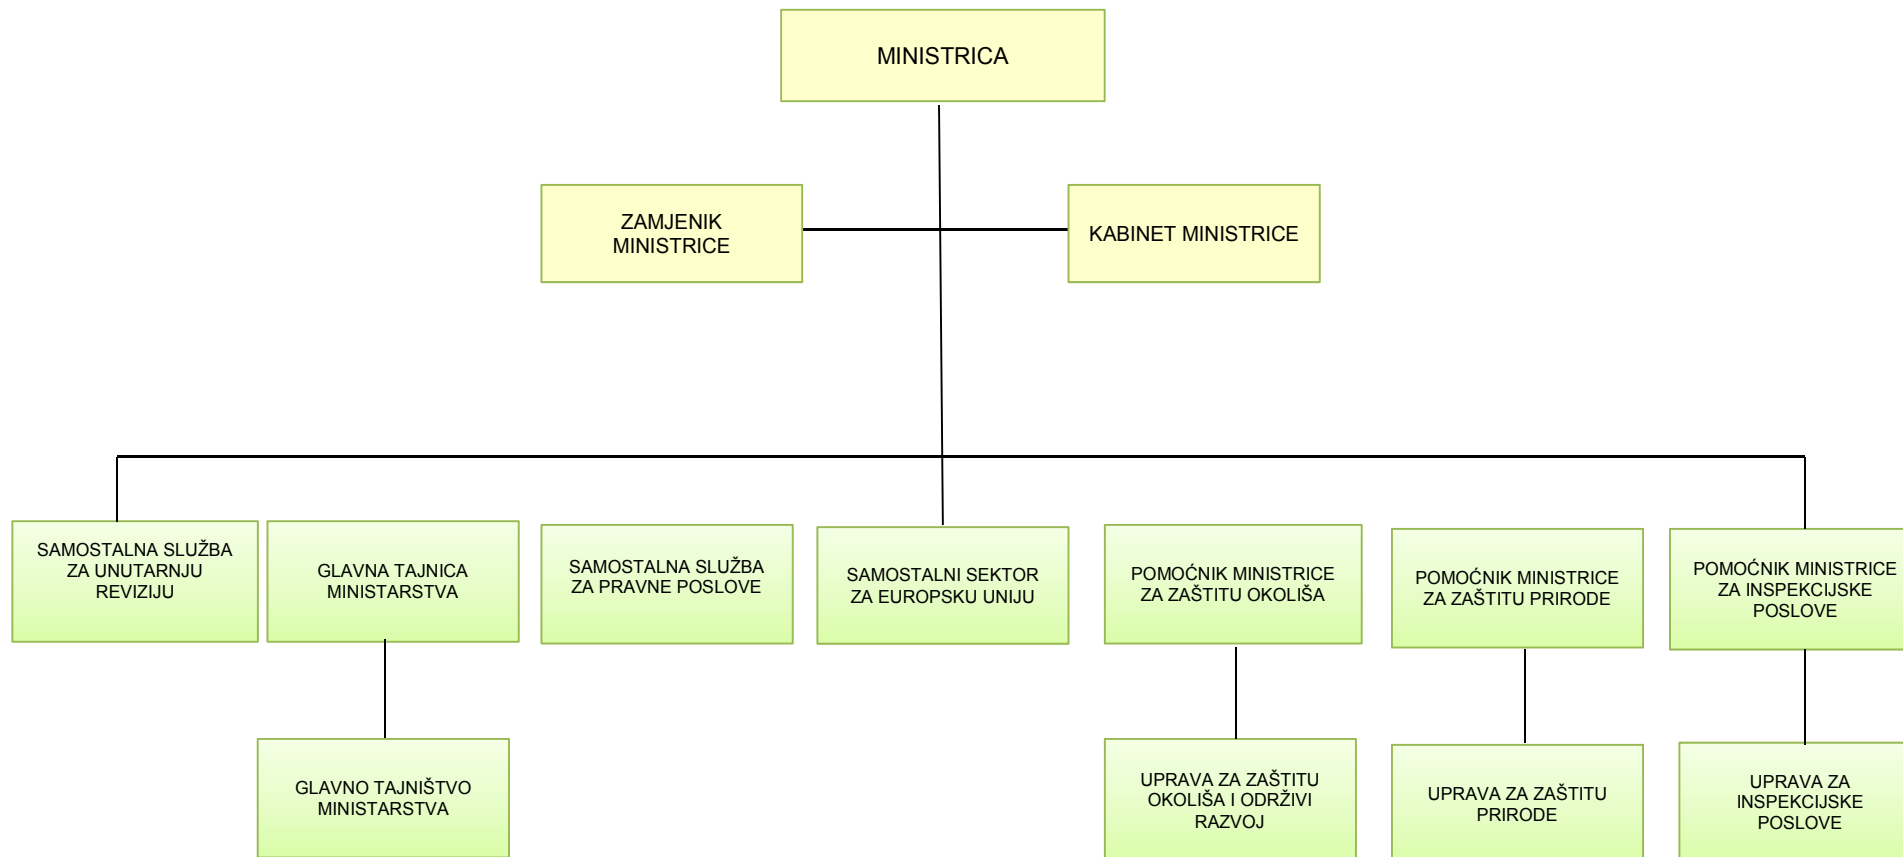 MINISTRICA
ZAMJENIK
MINISTRICE
KABINET MINISTRICE
SAMOSTALNA SLUŽBA
ZA UNUTARNJU
REVIZIJU
GLAVNA TAJNICA
MINISTARSTVA
SAMOSTALNA SLUŽBA
ZA PRAVNE POSLOVE
SAMOSTALNI SEKTOR
ZA EUROPSKU UNIJU
POMOĆNIK MINISTRICE
ZA ZAŠTITU OKOLIŠA
POMOĆNIK MINISTRICE
ZA ZAŠTITU PRIRODE
POMOĆNIK MINISTRICE
ZA INSPEKCIJSKE
POSLOVE
GLAVNO TAJNIŠTVO
MINISTARSTVA
UPRAVA ZA ZAŠTITU
OKOLIŠA I ODRŽIVI
RAZVOJ
UPRAVA ZA ZAŠTITU
PRIRODE
UPRAVA ZA
INSPEKCIJSKE
POSLOVE